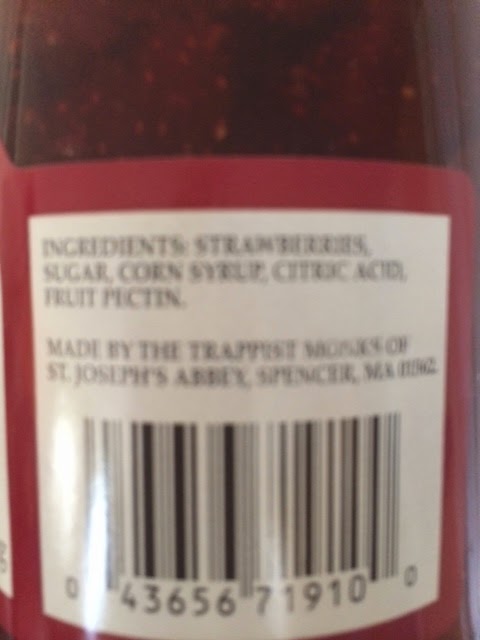 INGREDIENTS: STRAWBERRIES,
SUGAR, CORN SYRUP, CITRIC ACID,
FRUIT PECTIN.
MADE BY THE TRAPPIST MONKS OF
ST. JOSEPH'S ABBEY, SPENCER, MA 01562
0 43656 71910 0